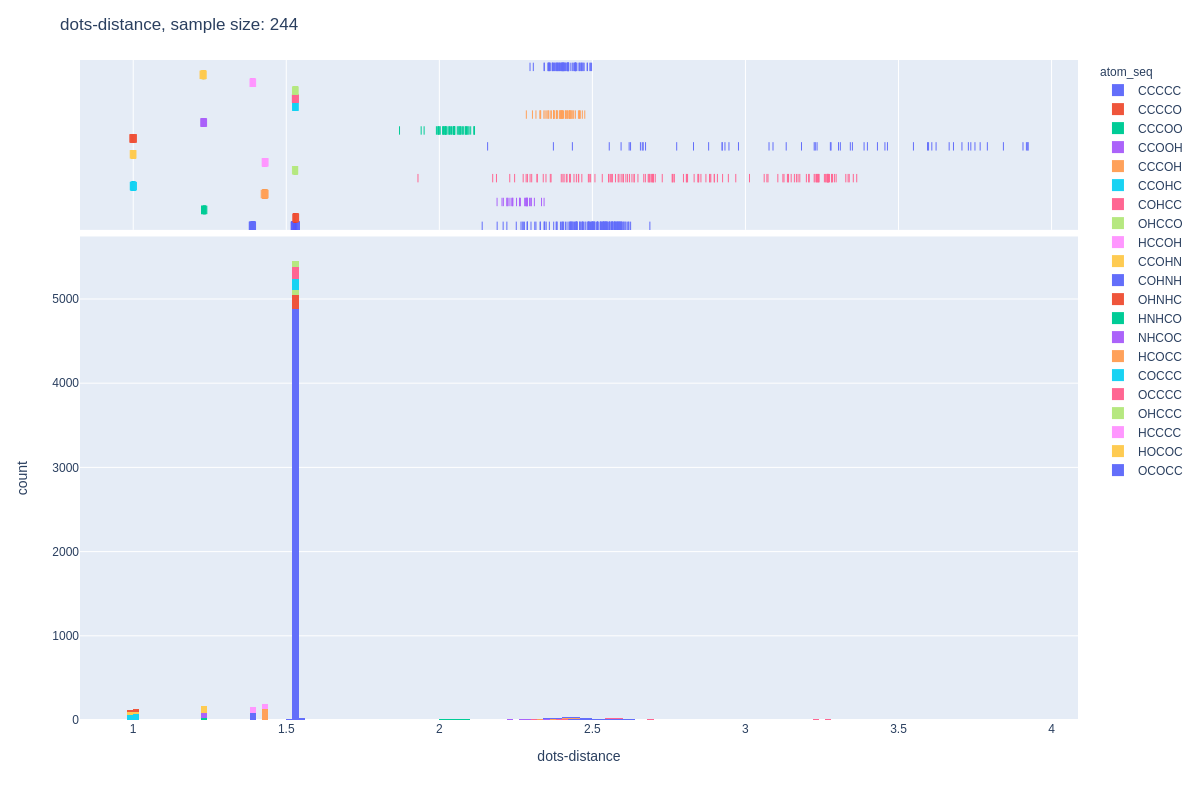 dots-distance, sample size: 244
atom_seq
CCCCC
CCCCO
CCCOO
CCOOH
CCCOH
CCOHC
COHCC
OHCCO
HCCOH
CCOHN
COHNH
OHNHC
HNHCO
NHCOC
HCOCC
COCCC
OCCCC
OHCCC
HCCCC
HOCOC
OCOCC
5000
4000
3000
2000
1000
0
count
1 1.5 2 2.5 3 3.5 4
dots-distance